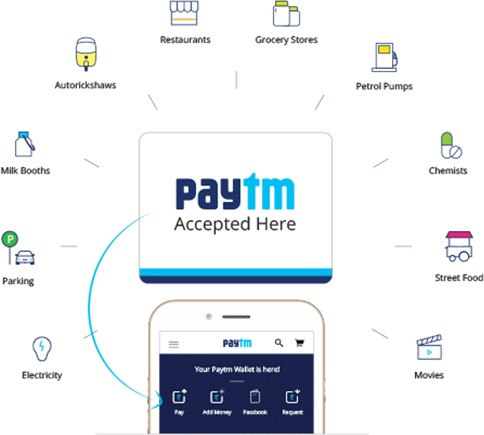 Restaurants
Grocery Stores
Autorickshaws
Petrol Pumps
Milk Booths
Chemists
paytm
Accepted Here
P
Parking
Street Food
Electricity
Movies
paytm
Your Paytm Wallet is here!
Pay
Add Money
Passbook
Request